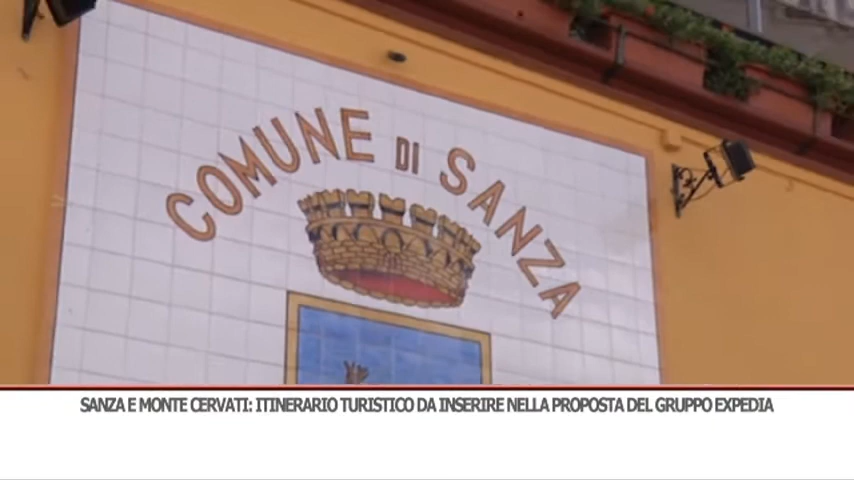 COMUNE DI SANZA
SANZA E MONTE CERVATI: ITINERARIO TURISTICO DA INSERIRE NELLA PROPOSTA DEL GRUPPO EXPEDIA